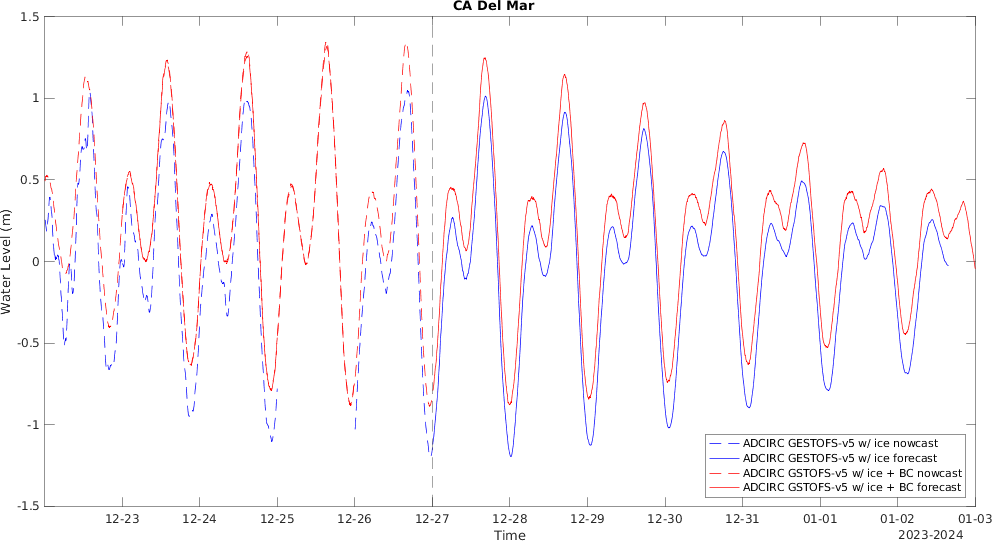 CA Del Mar
1.5
1
0.5
0
-0.5
-1
-1.5
Water Level (m)
12-23 12-24 12-25 12-26 12-27 12-28 12-29 12-30 12-31 01-01 01-02 01-03
Time
2023-2024
ADCIRC GESTOFS-v5 w/ ice nowcast
ADCIRC GESTOFS-v5 w/ ice forecast
ADCIRC GSTOFS-v5 w/ ice + BC nowcast
ADCIRC GSTOFS-v5 w/ ice + BC forecast